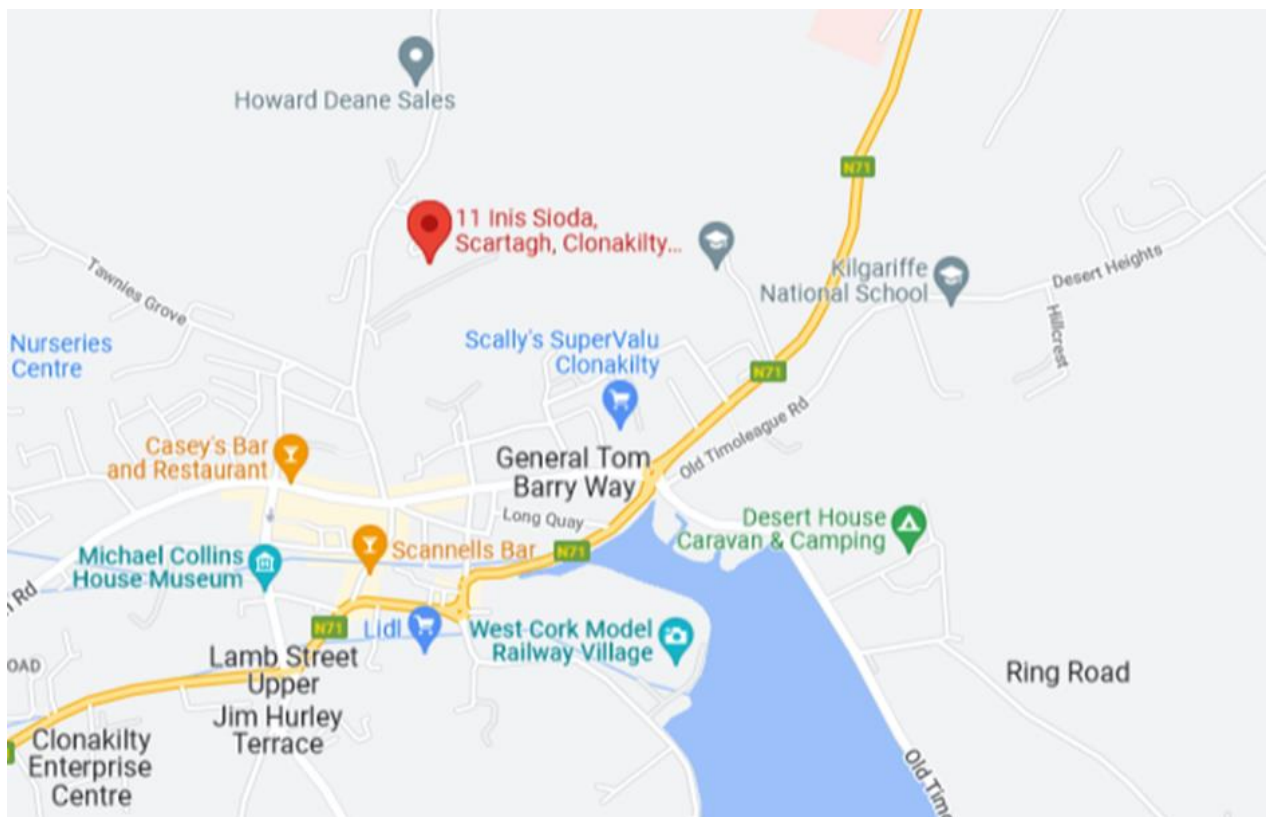 Howard Deane Sales
N71
11 Inis Sioda,
Scartagh, Clonakilty...
Kilgariffe
National School
Desert Heights
Hillcrest
Tawnies Grove
Nurseries
Centre
Scally's SuperValu
Clonakilty
N71
Old Timoleague Rd
Casey's Bar
and Restaurant
General Tom
Barry Way
Long Quay
Desert House
Caravan & Camping
Michael Collins
House Museum
Scannells Bar
N71
Rd
N71
Lidl
West Cork Model
Railway Village
OAD
Lamb Street
Upper
Ring Road
Jim Hurley
Terrace
Clonakilty
Enterprise
Centre
Old Tim